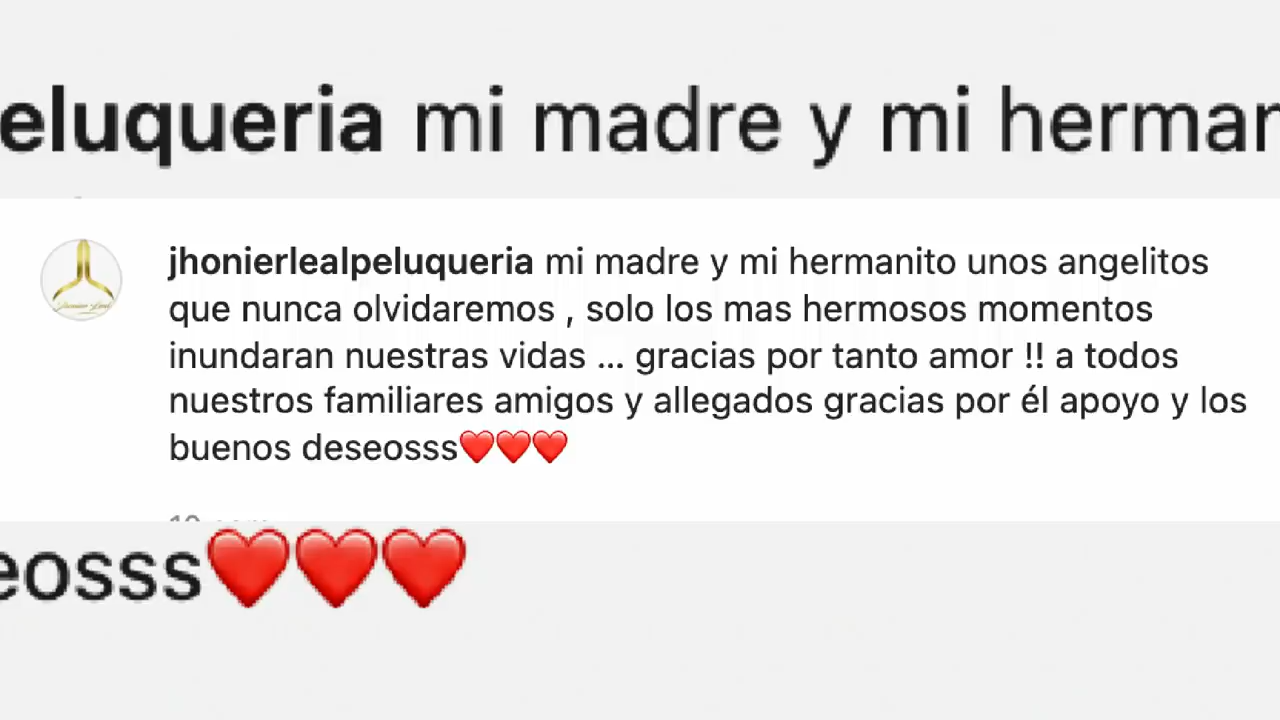 eluqueria mi madre y mi herman
jhonierlealpeluqueria mi madre y mi hermanito unos angelitos
que nunca olvidaremos , solo los mas hermosos momentos
inundaran nuestras vidas ... gracias por tanto amor !! a todos
nuestros familiares amigos y allegados gracias por él apoyo y los
buenos deseosss❤️❤️❤️
eosss❤️❤️❤️